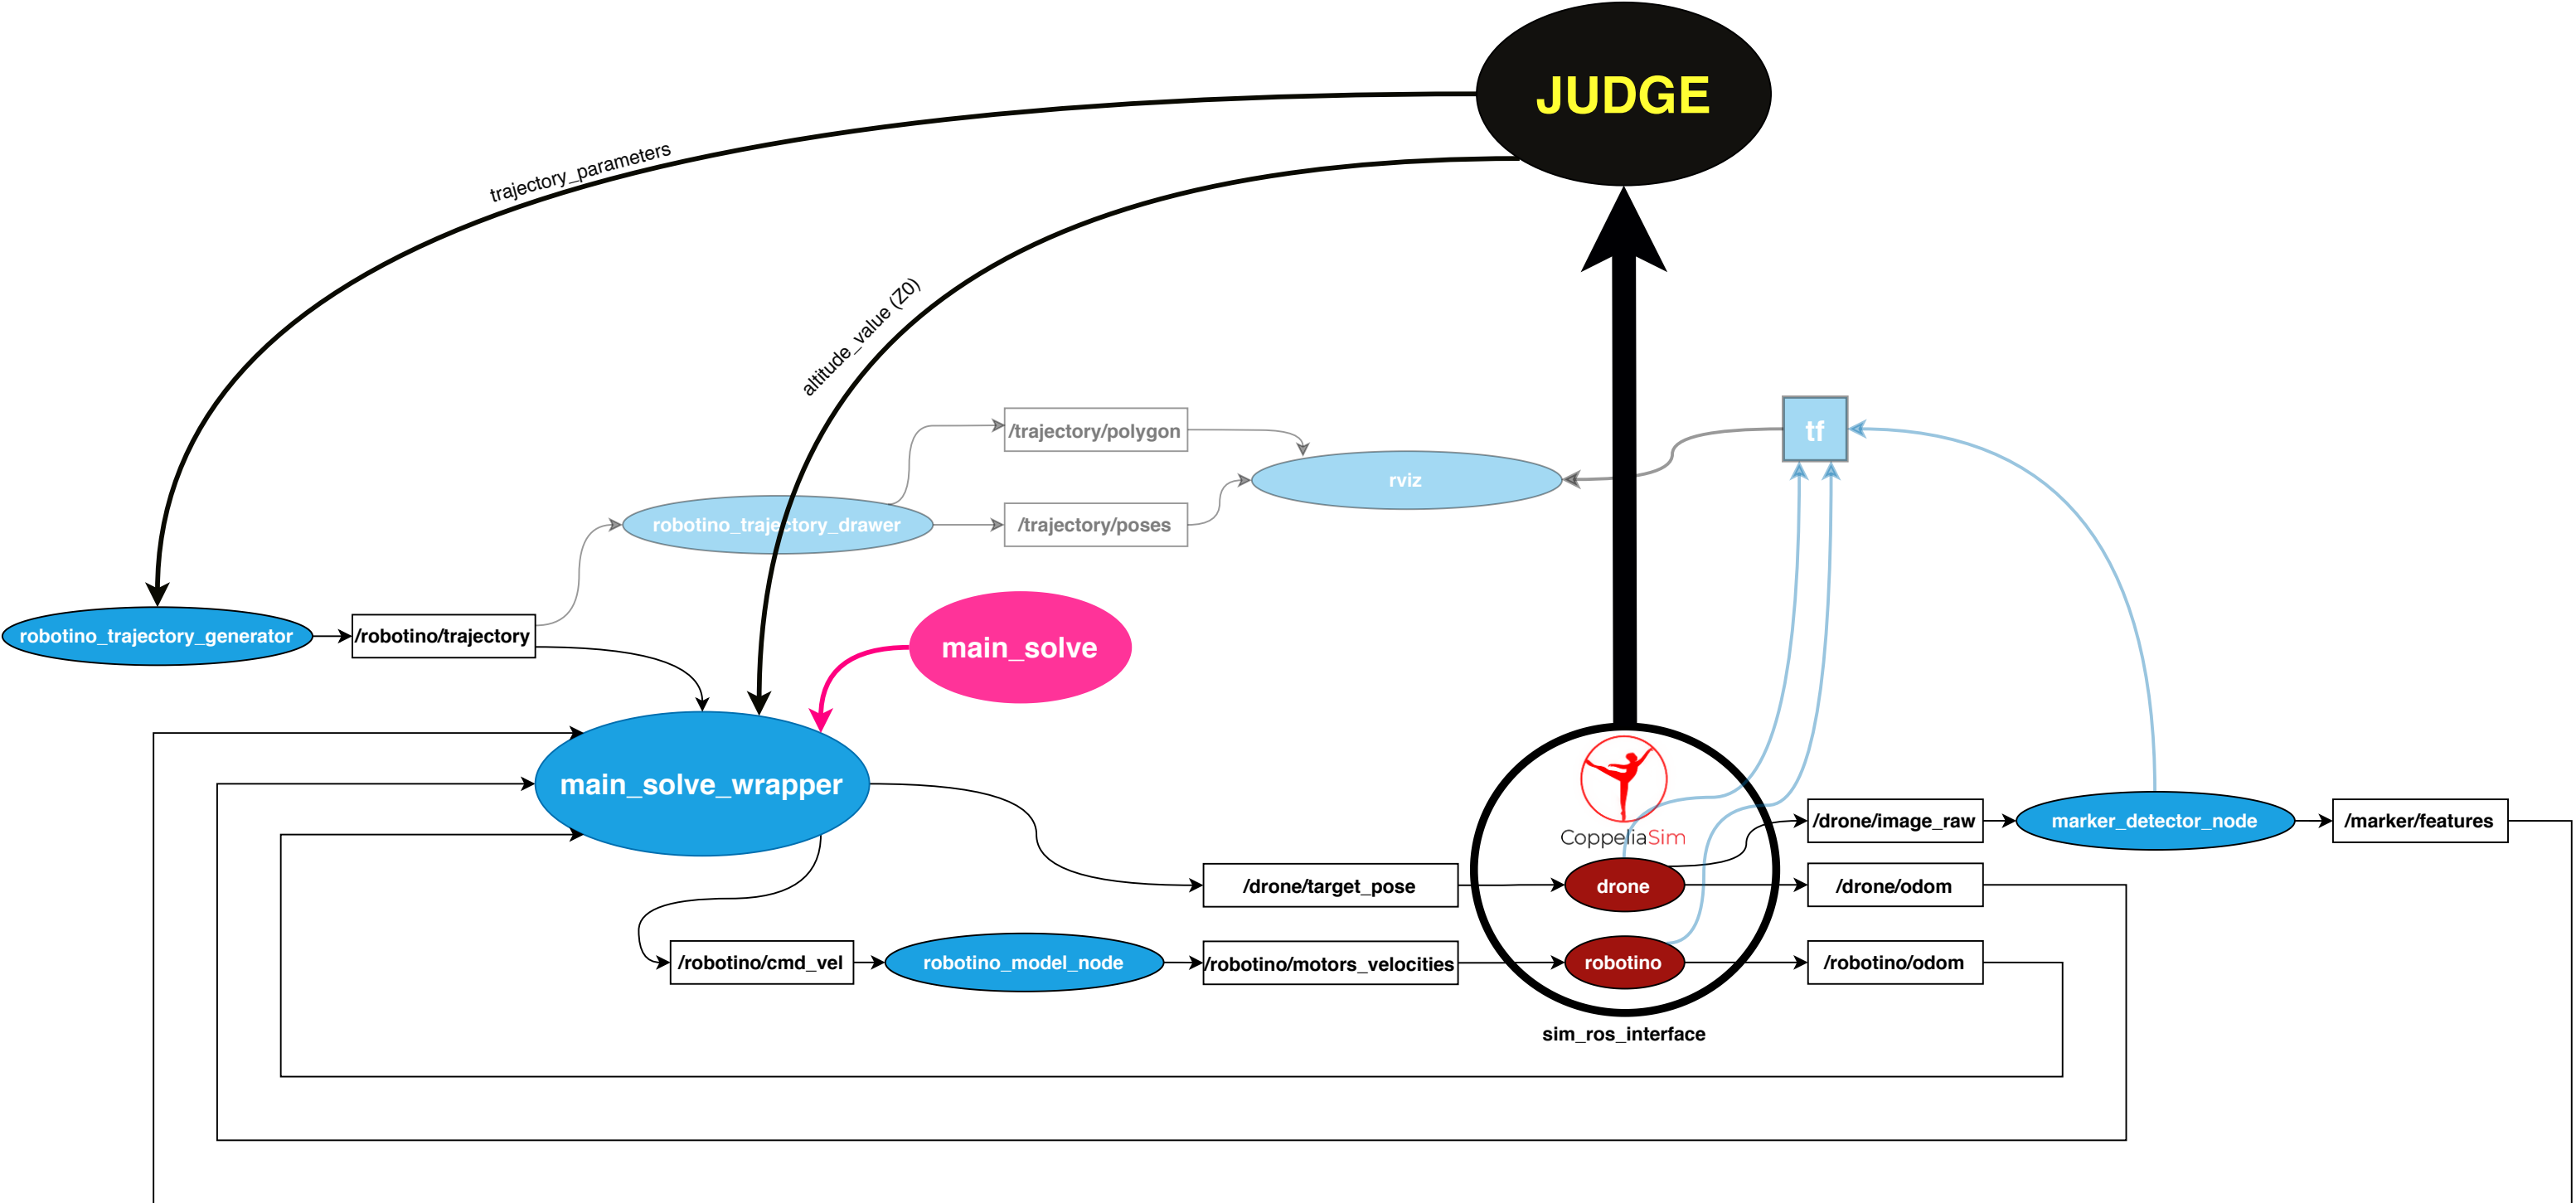 JUDGE
trajectory_parameters
altitude_value (Z0)
/trajectory/polygon
tf
rviz
robotino_trajectory_drawer
/trajectory/poses
robotino_trajectory_generator
/robotino/trajectory
main_solve
main_solve_wrapper
CoppeliaSim
/drone/image_raw
marker_detector_node
/marker/features
/drone/target_pose
drone
/drone/odom
/robotino/cmd_vel
robotino_model_node
/robotino/motors_velocities
robotino
/robotino/odom
sim_ros_interface